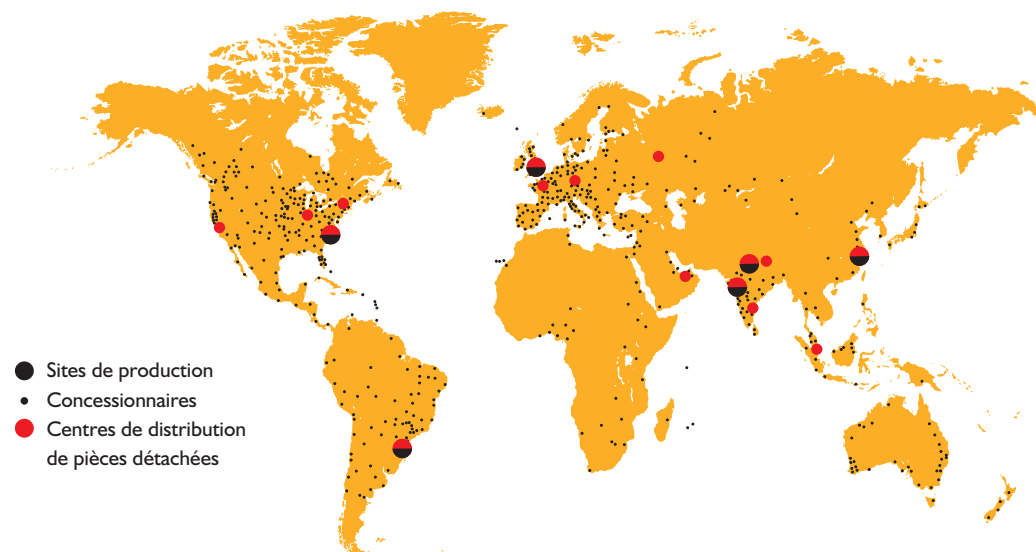 Sites de production
Concessionnaires
Centres de distribution
de pièces détachées